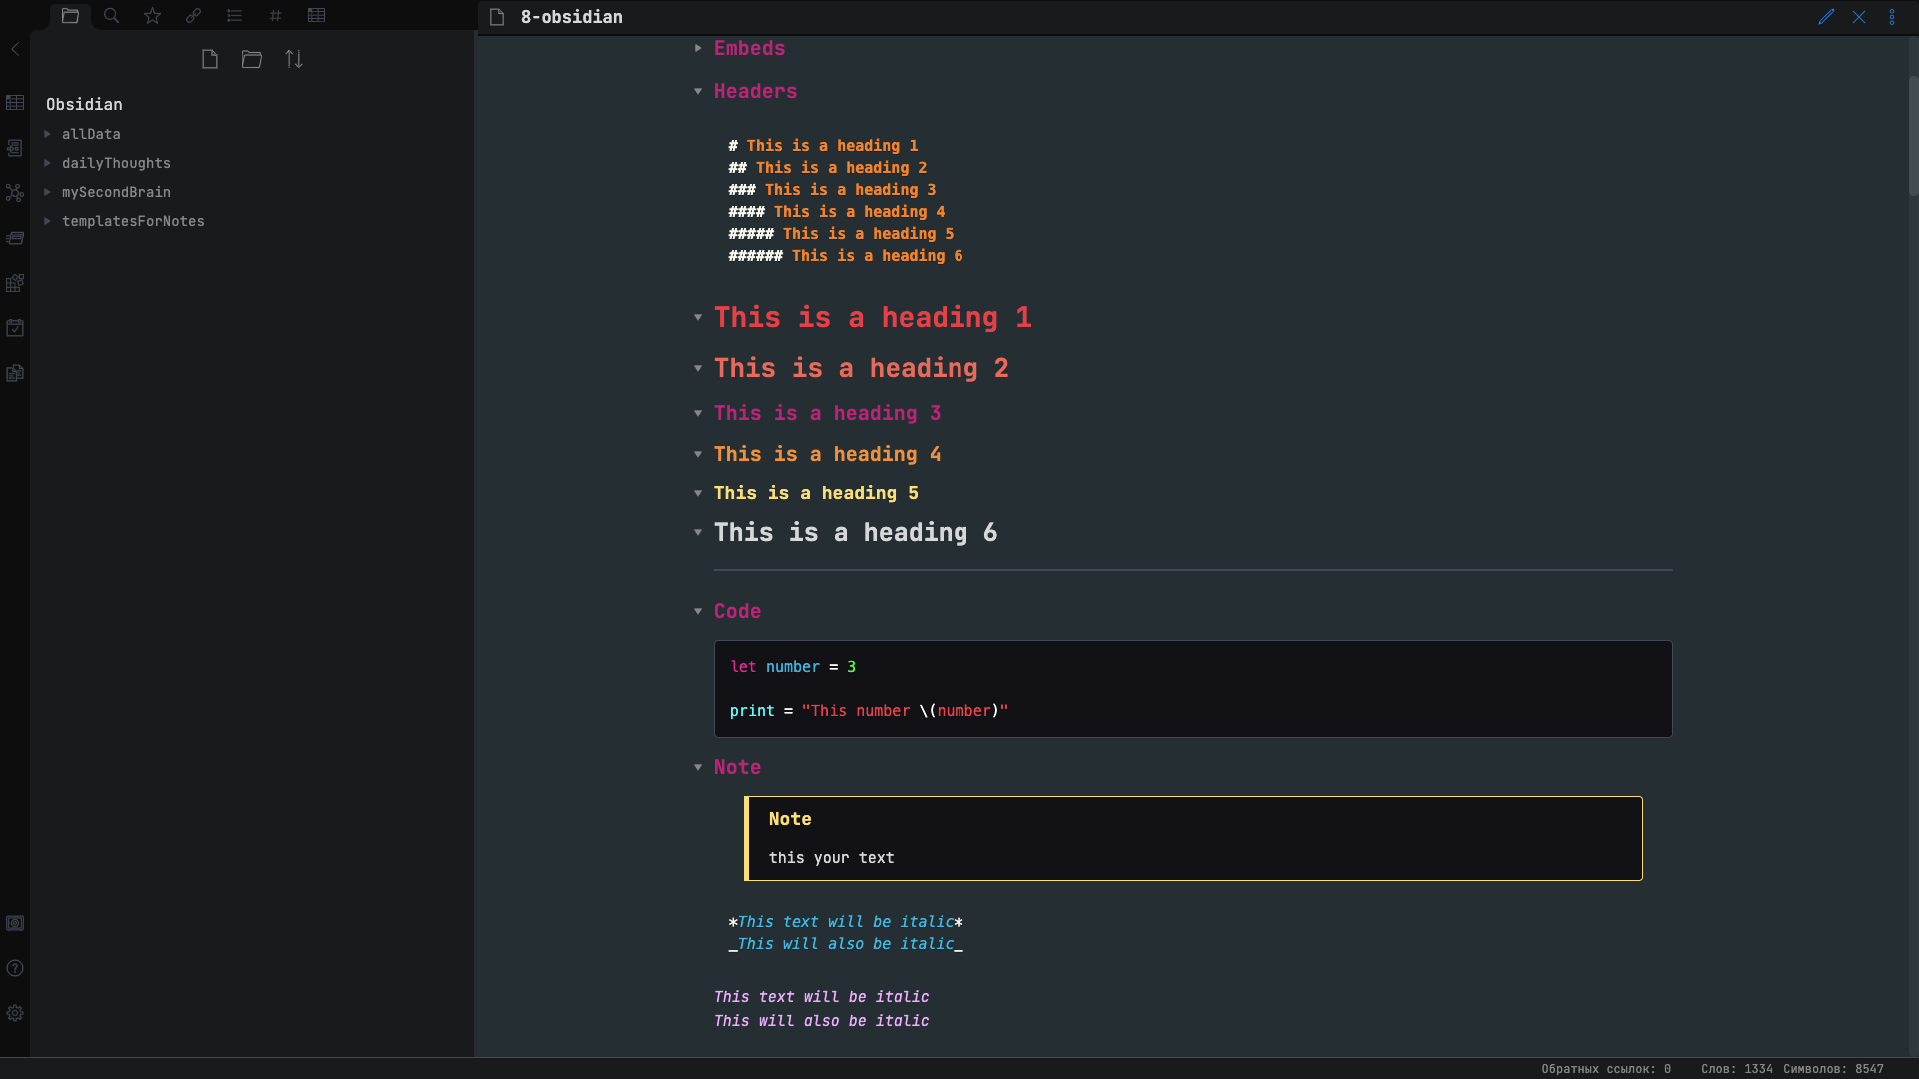 8-obsidian
Obsidian
allData
dailyThoughts
mySecondBrain
templatesForNotes
Embeds
Headers
# This is a heading 1
## This is a heading 2
### This is a heading 3
#### This is a heading 4
##### This is a heading 5
###### This is a heading 6
This is a heading 1
This is a heading 2
This is a heading 3
This is a heading 4
This is a heading 5
This is a heading 6
Code
let number = 3
print = "This number \(number)"
Note
Note
this your text
*This text will be italic*
_This will also be italic_
This text will be italic
This will also be italic
Обратных ссылок: 0 Слов: 1334 Символов: 8547